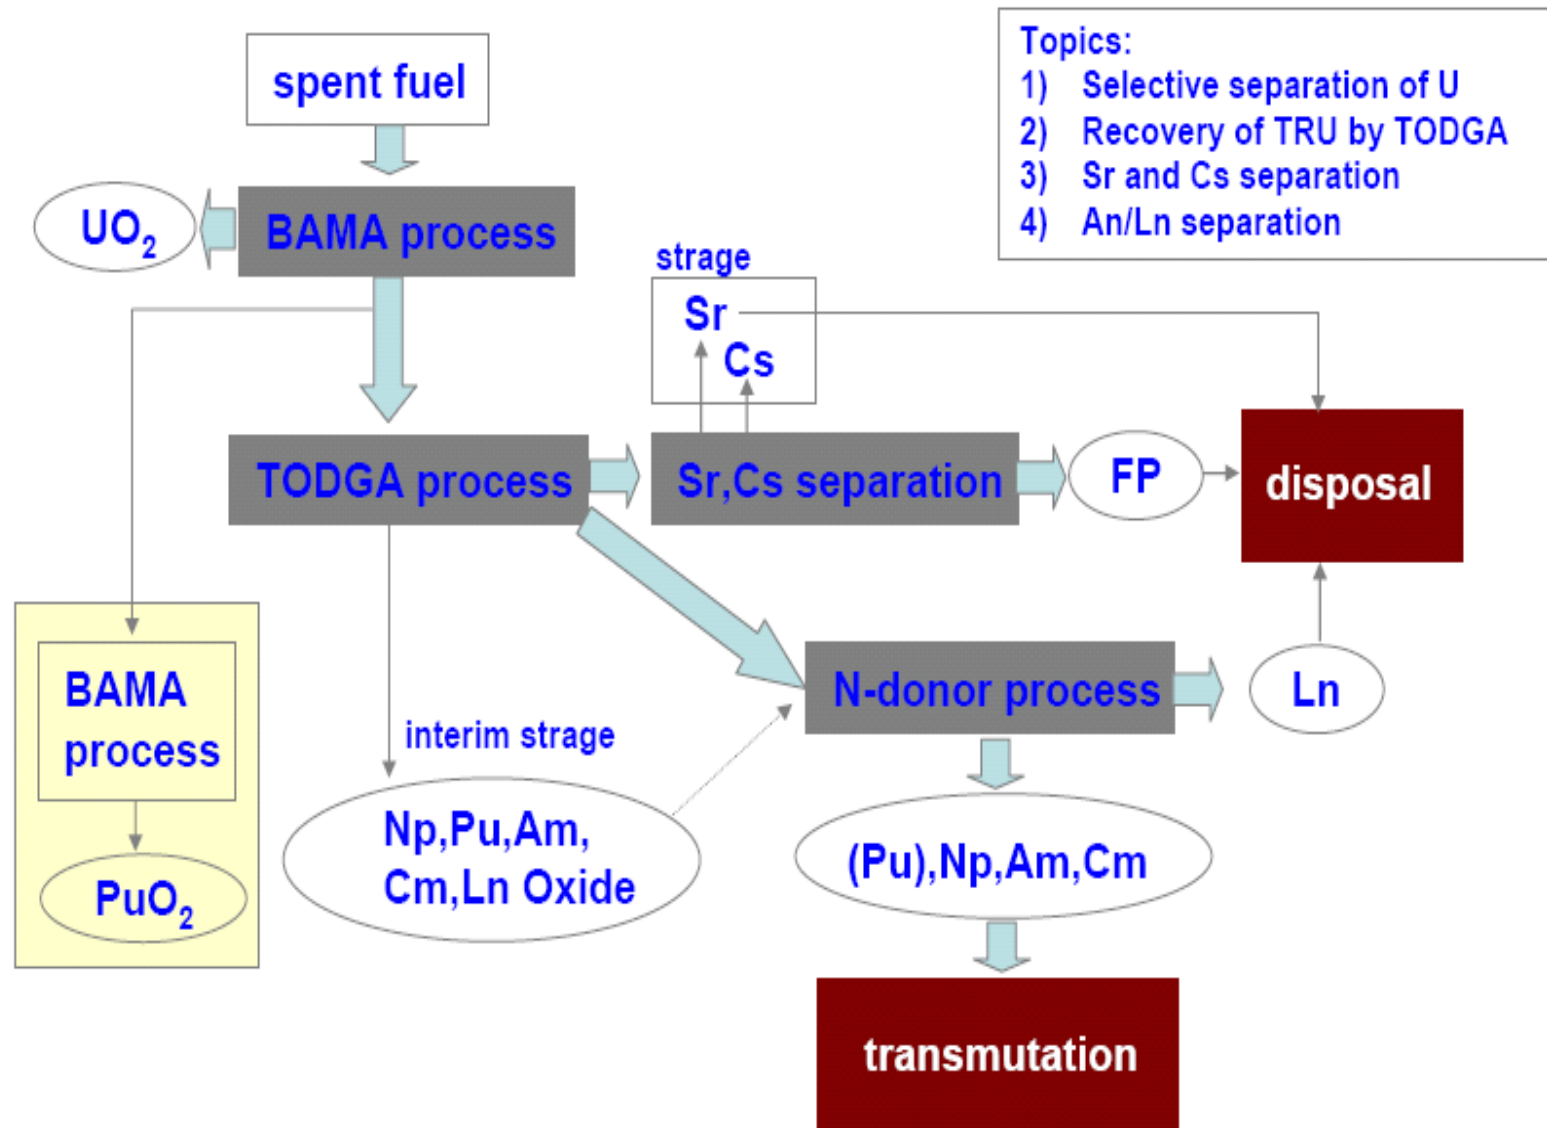 spent fuel
Topics:
1) Selective separation of U
2) Recovery of TRU by TODGA
3) Sr and Cs separation
4) An/Ln separation
UO₂
BAMA process
strage
Sr
Cs
TODGA process
Sr,Cs separation
FP
disposal
BAMA
process
PuO₂
interim strage
Np,Pu,Am,
Cm,Ln Oxide
N-donor process
Ln
(Pu),Np,Am,Cm
transmutation